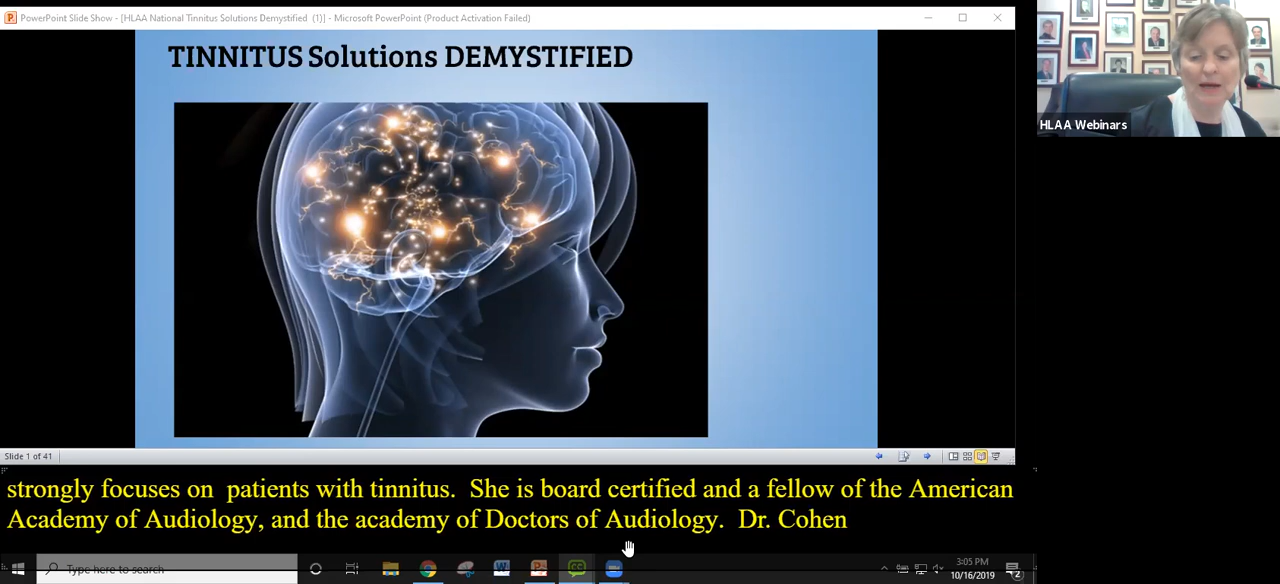 PowerPoint Slide Show - [HLAA National Tinnitus Solutions Demystified (1)] - Microsoft PowerPoint (Product Activation Failed)
TINNITUS Solutions DEMYSTIFIED
HLAA Webinars
Slide 1 of 41
strongly focuses on patients with tinnitus. She is board certified and a fellow of the American
Academy of Audiology, and the academy of Doctors of Audiology. Dr. Cohen
Type here to search
3:05 PM
10/16/2019
2